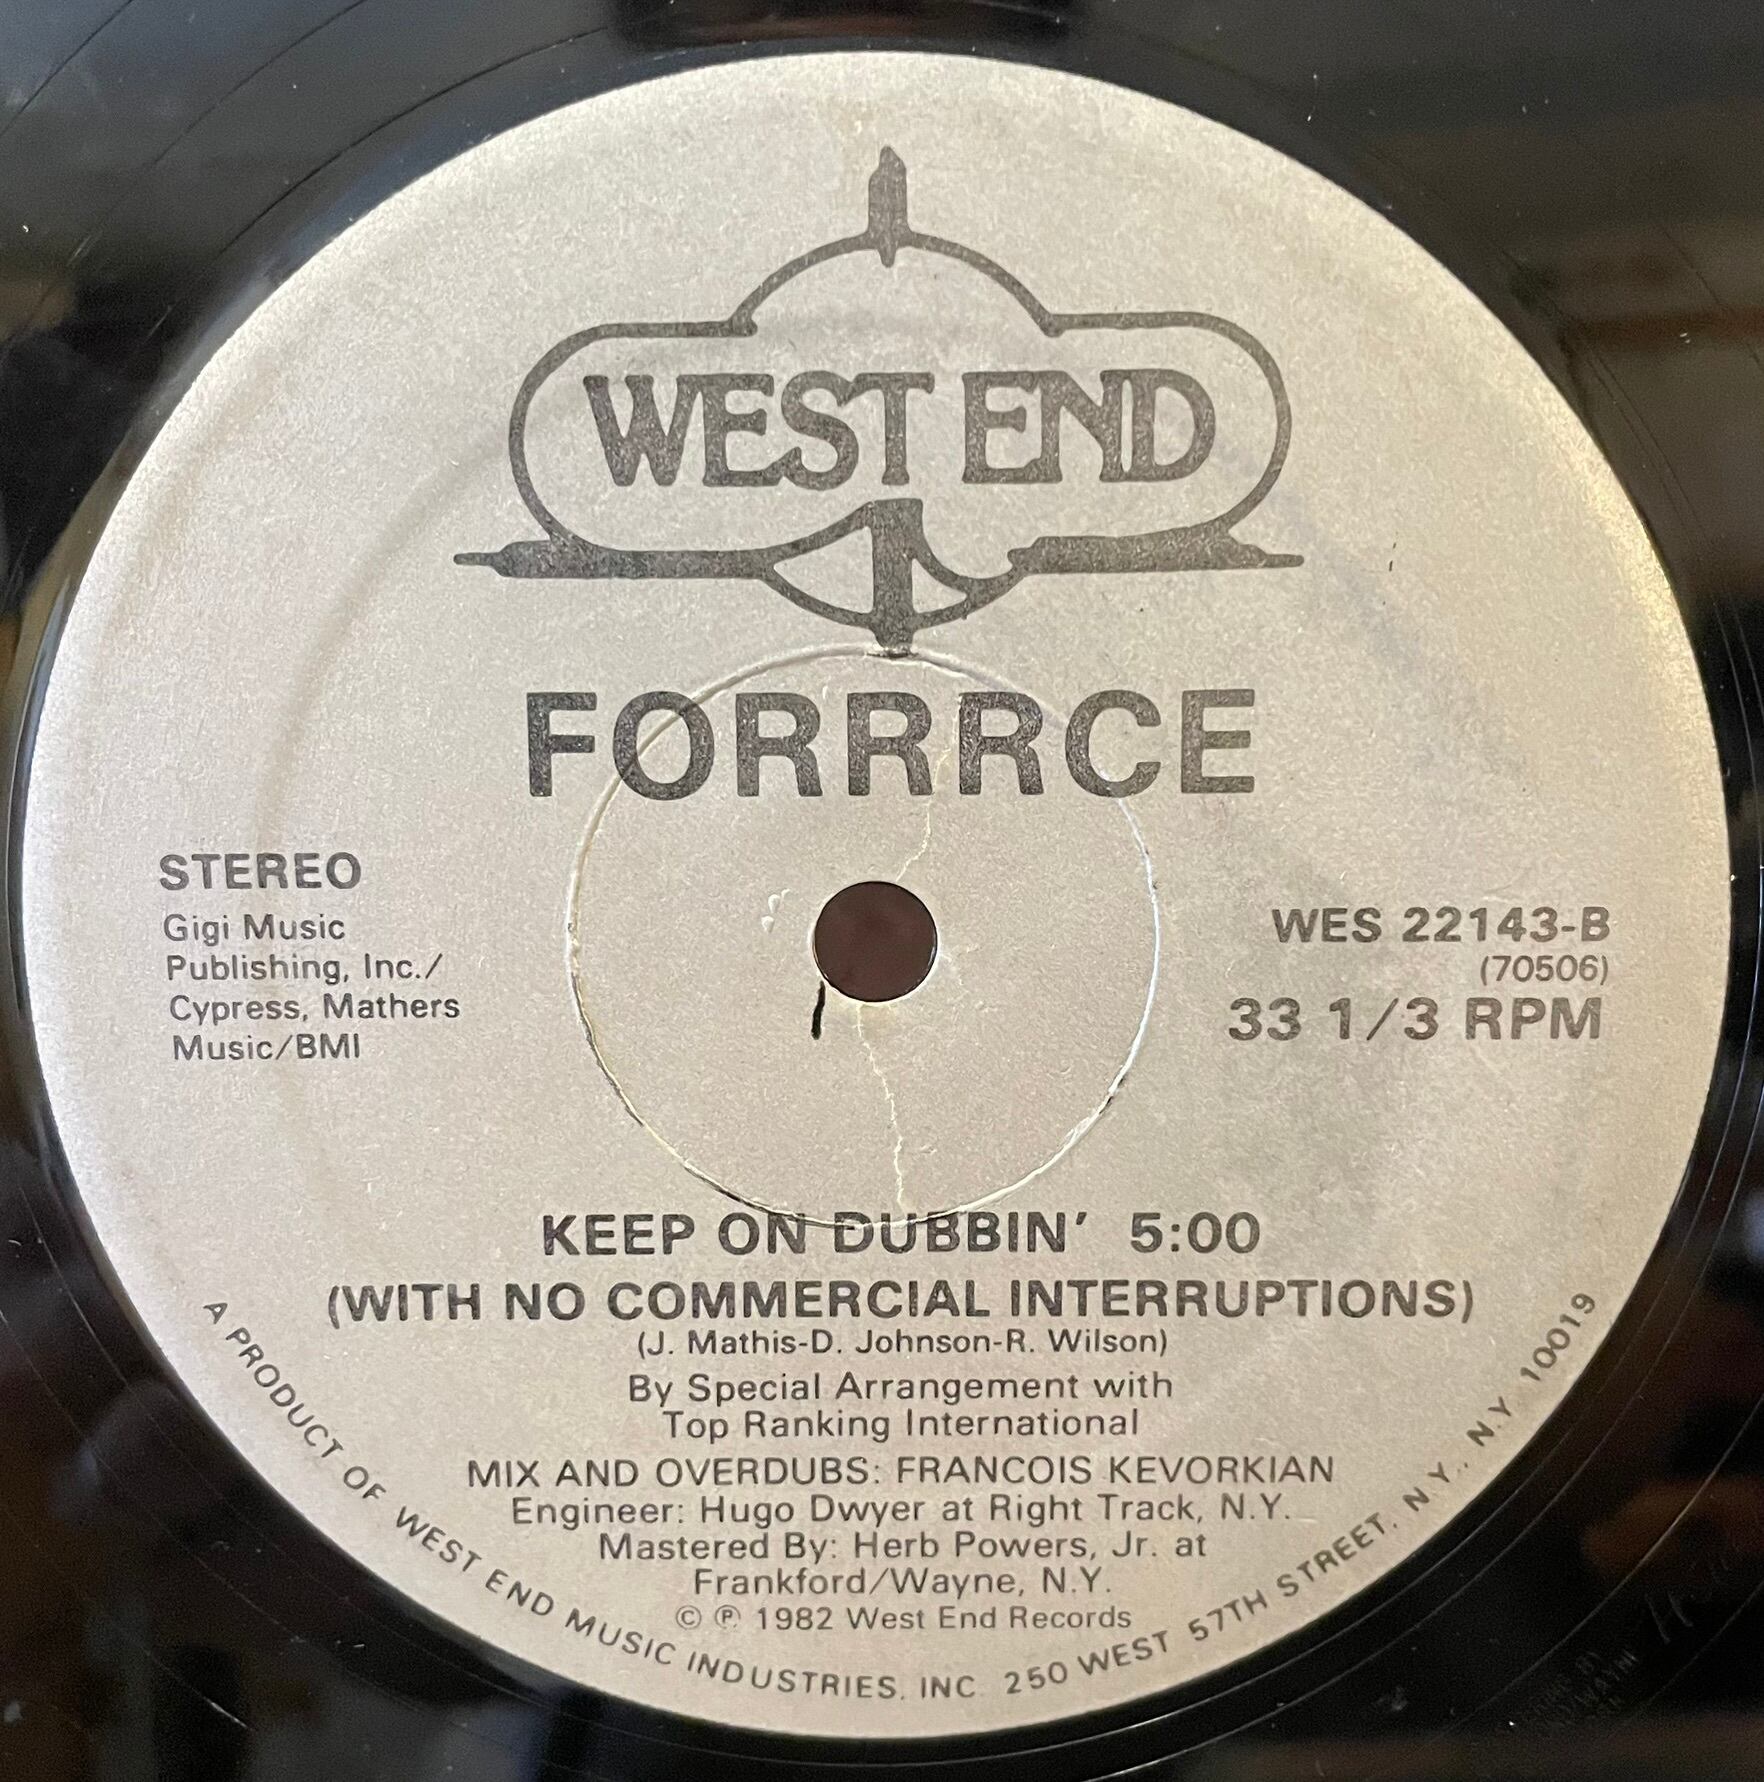 WEST END
FORRRCE
STEREO
Gigi Music
Publishing, Inc./
Cypress, Mathers
Music/BMI
WES 22143-B
(70506)
33 1/3 RPM
KEEP ON DUBBIN' 5:00
(WITH NO COMMERCIAL INTERRUPTIONS)
(J. Mathis-D. Johnson-R. Wilson)
By Special Arrangement with
Top Ranking International
MIX AND OVERDUBS: FRANCOIS KEVORKIAN
Engineer: Hugo Dwyer at Right Track, N.Y.
Mastered By: Herb Powers, Jr. at
Frankford/Wayne, N.Y.
© ℗ 1982 West End Records
A PRODUCT OF WEST END MUSIC INDUSTRIES, INC. 250 WEST 57TH STREET, N.Y., N.Y. 10019